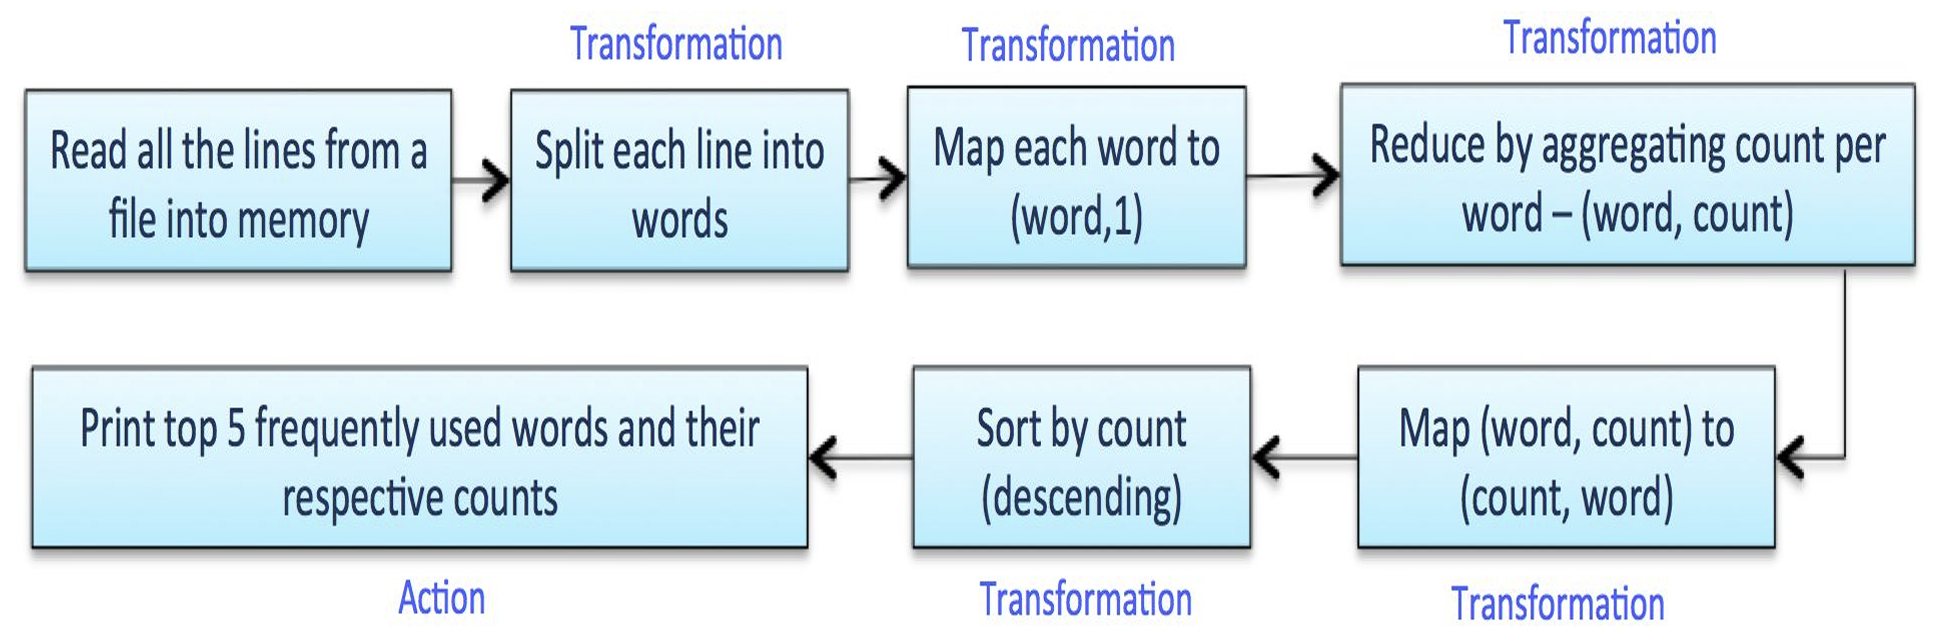 Transformation
Transformation
Transformation
Read all the lines from a
file into memory
Split each line into
words
Map each word to
(word,1)
Reduce by aggregating count per
word – (word, count)
Map (word, count) to
(count, word)
Transformation
Sort by count
(descending)
Transformation
Print top 5 frequently used words and their
respective counts
Action